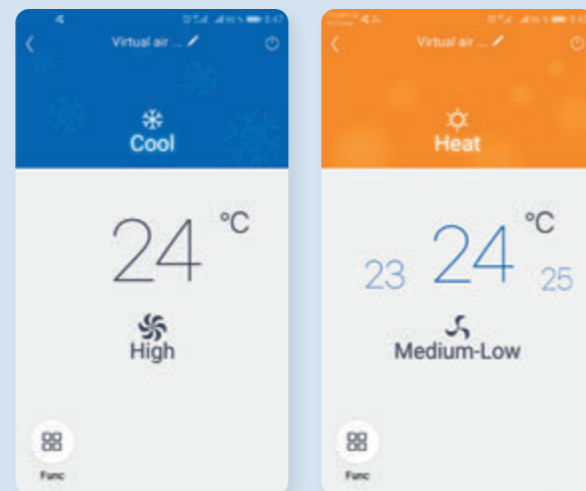 Virtual air ...
Cool
24 °C
High
Func
Virtual air ...
Heat
23 24 °C 25
Medium-Low
Func